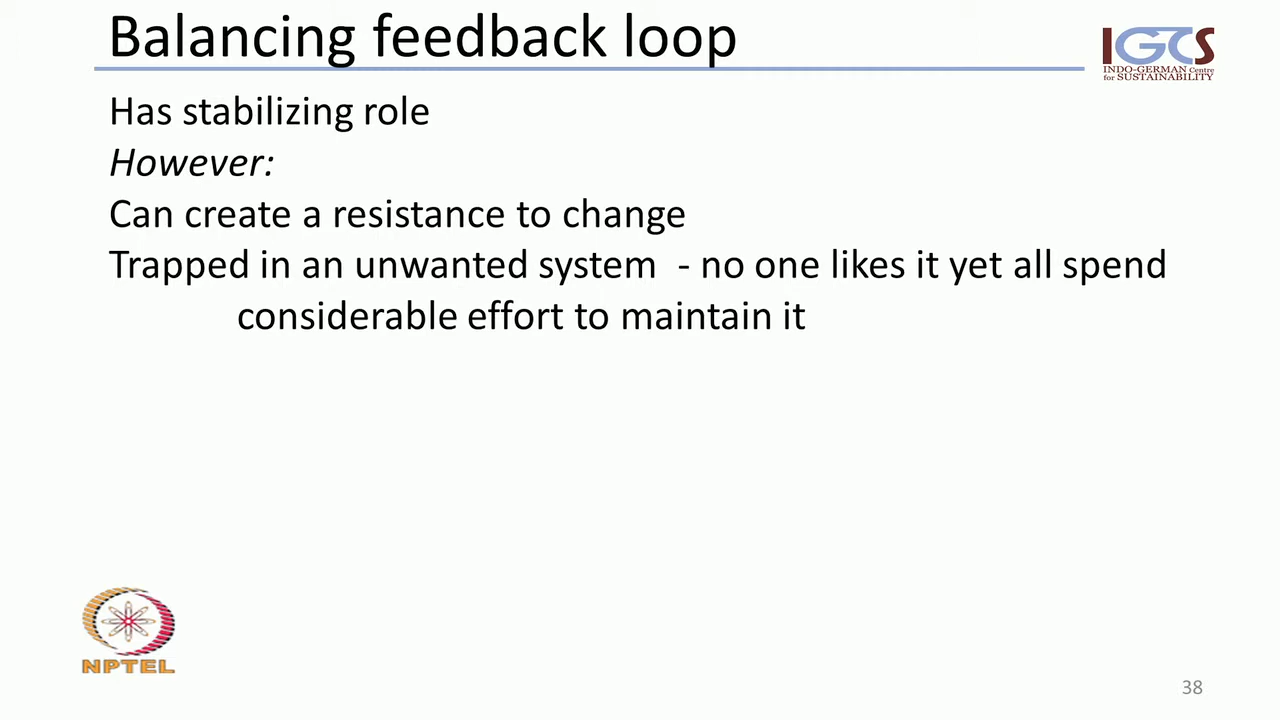 Balancing feedback loop
IGCS
INDO-GERMAN Centre
for SUSTAINABILITY
Has stabilizing role
However:
Can create a resistance to change
Trapped in an unwanted system - no one likes it yet all spend
considerable effort to maintain it
NPTEL
38